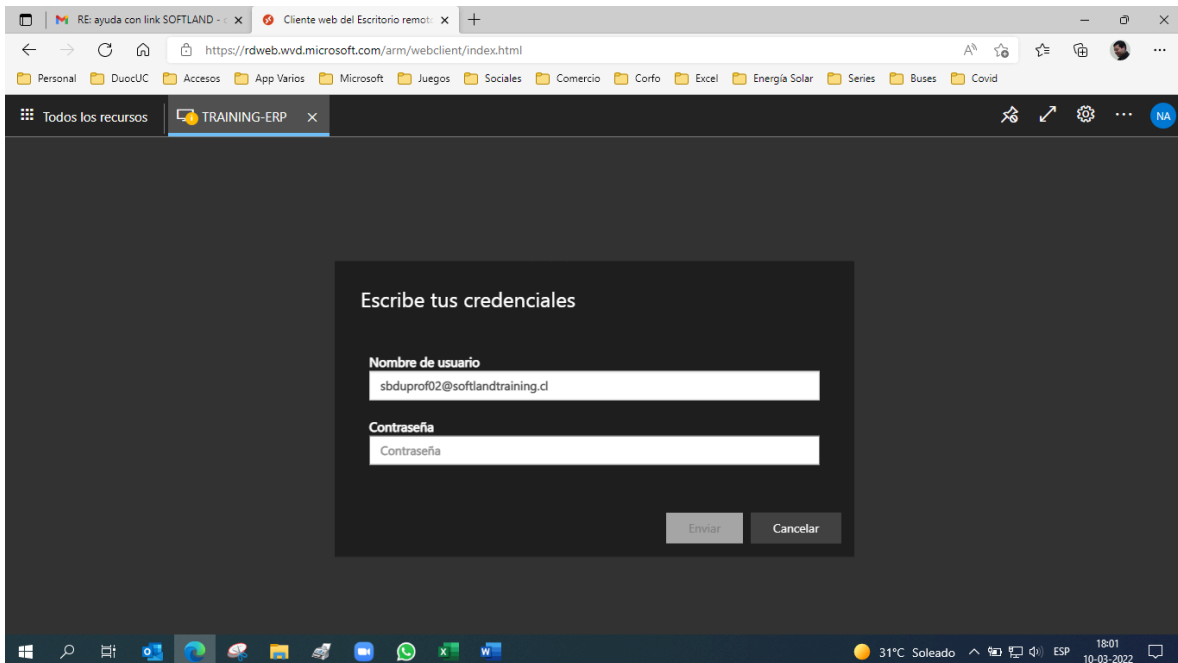 RE: ayuda con link SOFTLAND - c
Cliente web del Escritorio remoto
https://rdweb.wvd.microsoft.com/arm/webclient/index.html
Personal DuocUC Accesos App Varios Microsoft Juegos Sociales Comercio Corfo Excel Energía Solar Series Buses Covid
Todos los recursos TRAINING-ERP NA
Escribe tus credenciales
Nombre de usuario
sbduprof02@softlandtraining.cl
Contraseña
Contraseña
Enviar Cancelar
31°C Soleado ESP 18:01
10-03-2022